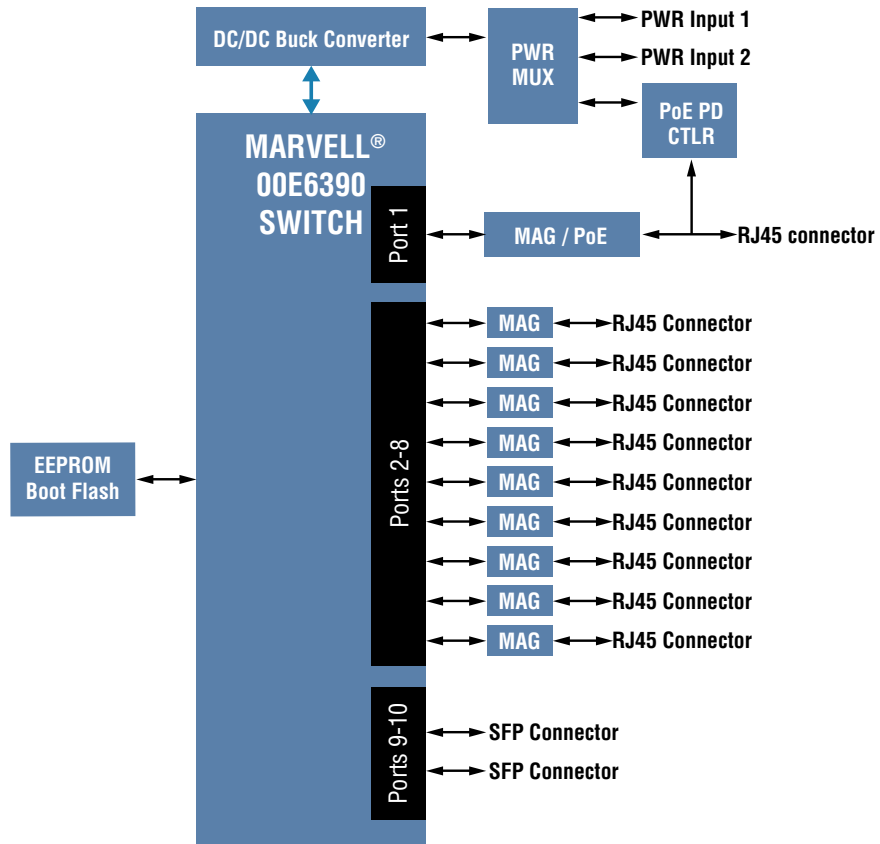 DC/DC Buck Converter
PWR
MUX
PWR Input 1
PWR Input 2
PoE PD
CTLR
MARVELL®
00E6390
SWITCH
Port 1
MAG / PoE
RJ45 connector
MAG
RJ45 Connector
MAG
RJ45 Connector
MAG
RJ45 Connector
MAG
RJ45 Connector
MAG
RJ45 Connector
MAG
RJ45 Connector
MAG
RJ45 Connector
MAG
RJ45 Connector
MAG
RJ45 Connector
Ports 2-8
EEPROM
Boot Flash
Ports 9-10
SFP Connector
SFP Connector